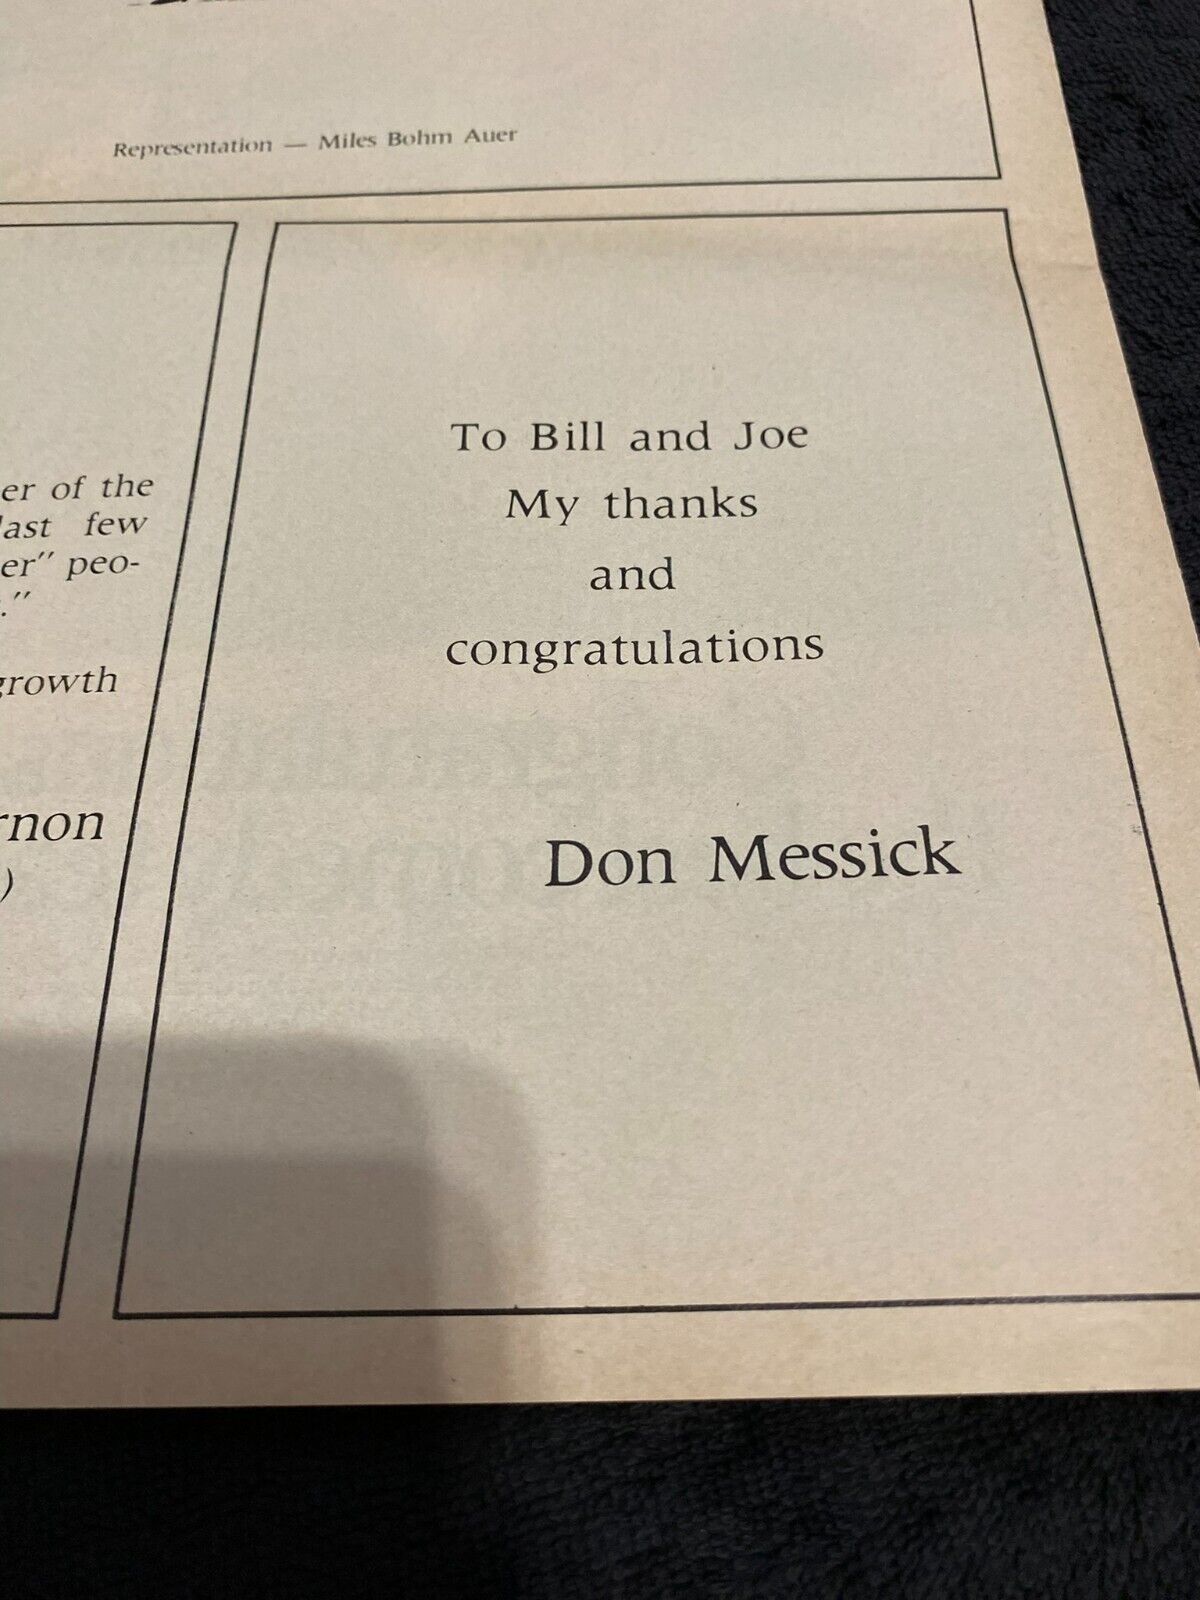 Representation — Miles Bohm Auer
er of the
last few
er" peo-
."
growth
rnon
)
To Bill and Joe
My thanks
and
congratulations
Don Messick